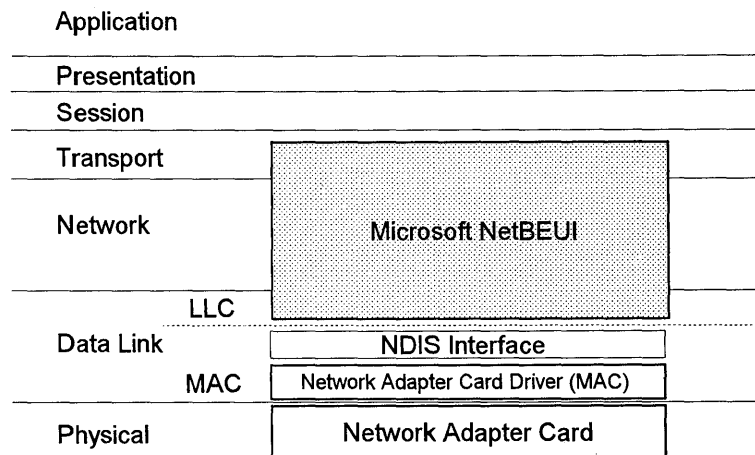 Application
Presentation
Session
Transport
Network
Microsoft NetBEUI
LLC
Data Link
NDIS Interface
MAC
Network Adapter Card Driver (MAC)
Physical
Network Adapter Card